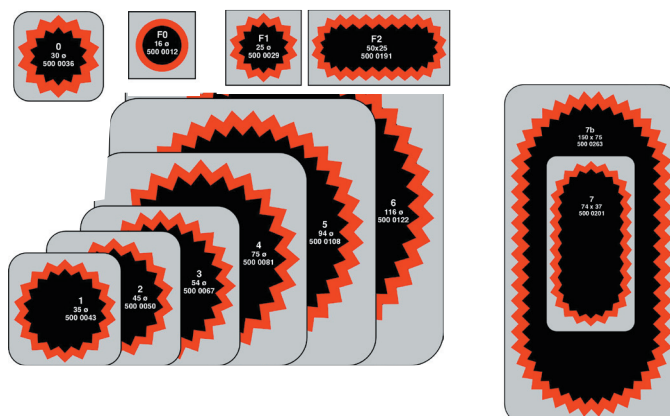 0
30 ø
500 0036
F0
16 ø
500 0012
F1
25 ø
500 0029
F2
50x25
500 0191
7b
150 x 75
500 0263
7
74 x 37
500 0201
6
116 ø
500 0122
5
94 ø
500 0108
4
75 ø
500 0081
3
54 ø
500 0067
2
45 ø
500 0050
1
35 ø
500 0043